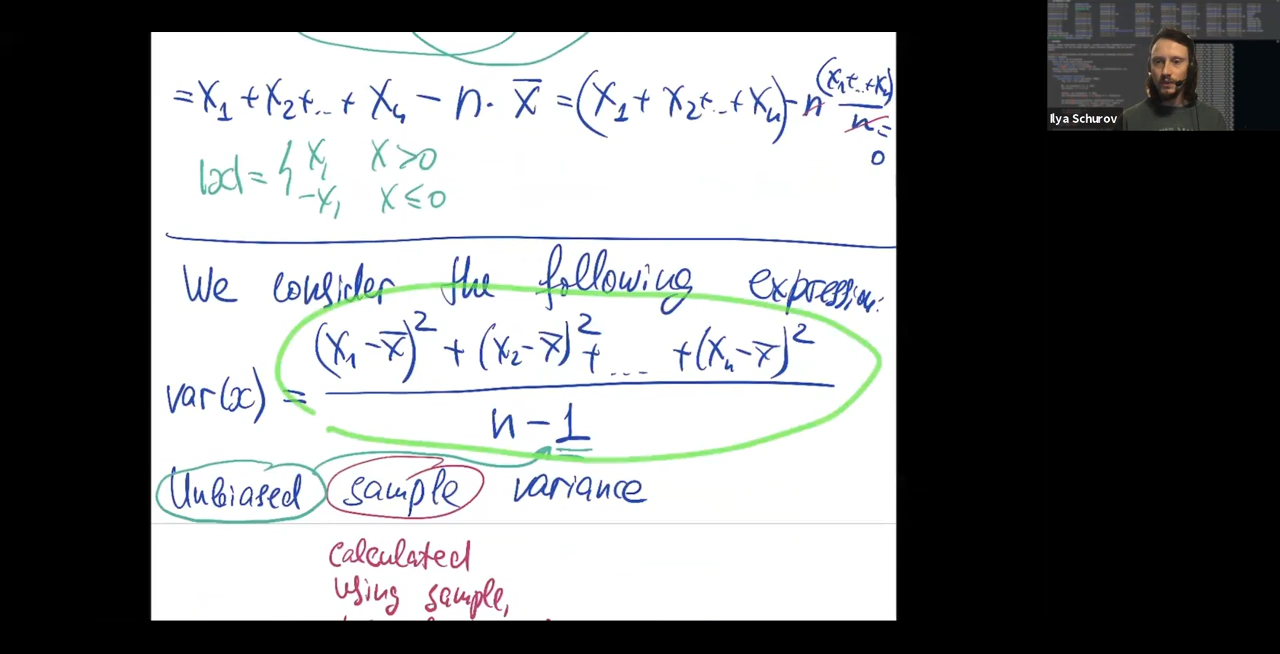 = x₁ + x₂ + ... + xₙ − n · x̄ = (x₁ + x₂ + ... + xₙ) − n (x₁ + ... + xₙ) / n =
0
|x| = { x, x > 0
−x, x ≤ 0
We consider the following expression:
var(x) = ((x₁ − x̄)² + (x₂ − x̄)² + .... + (xₙ − x̄)²) / (n − 1)
Unbiased sample variance
calculated
using sample,
Ilya Schurov